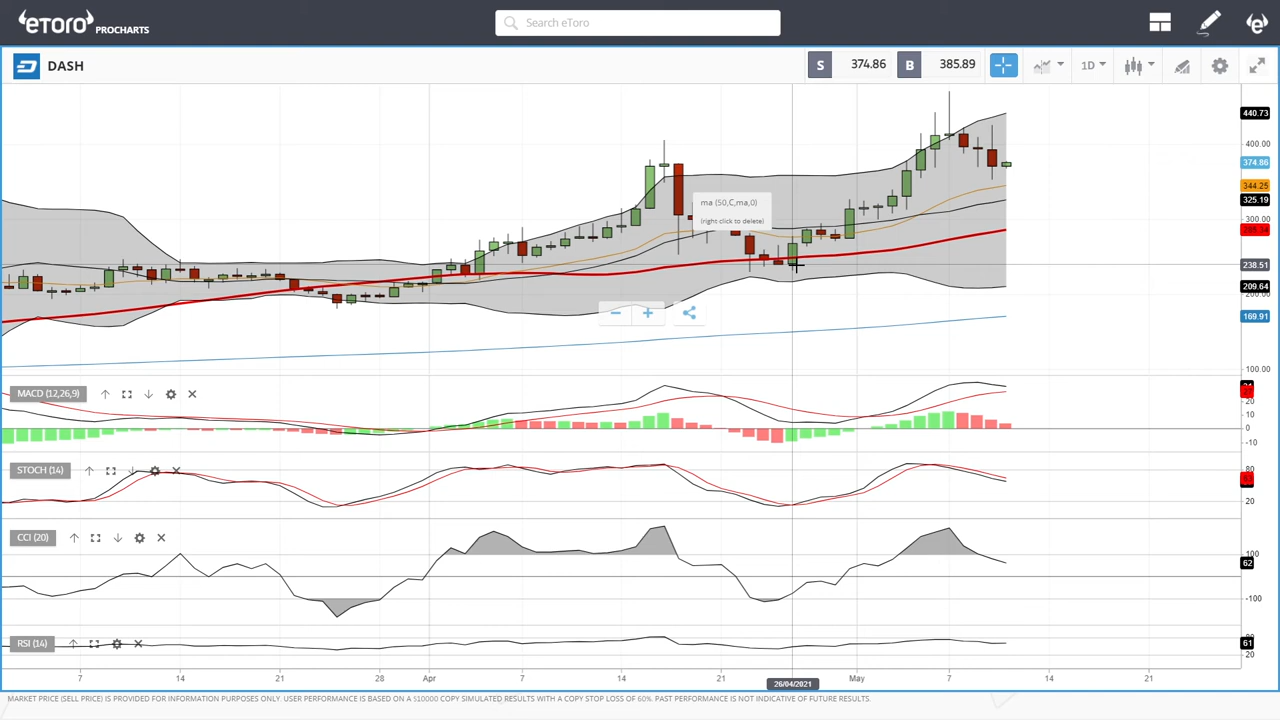 eToro PROCHARTS
Search eToro
DASH
S 374.86 B 385.89 1D
ma (50,C,ma,0)
(right-click to delete)
440.73
400.00
374.86
344.25
325.19
300.00
238.51
209.64
200.00
169.91
100.00
MACD (12,26,9)
20
10
0
-10
STOCH (14)
80
20
CCI (20)
100
62
-100
RSI (14)
61
20
7 14 21 28 Apr 7 14 21 26/04/2021 May 7 14 21
MARKET PRICE (SELL PRICE) IS PROVIDED FOR INFORMATION PURPOSES ONLY. USER PERFORMANCE IS BASED ON A $10000 COPY SIMULATED RESULTS WITH A COPY STOP LOSS OF 60%. PAST PERFORMANCE IS NOT INDICATIVE OF FUTURE RESULTS.